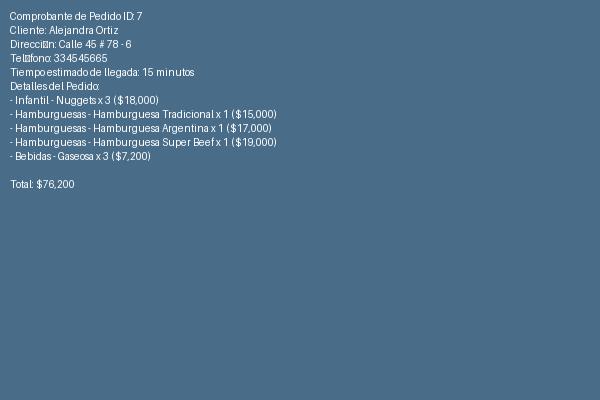 Comprobante de Pedido ID: 7
Cliente: Alejandra Ortiz
Direcci▯n: Calle 45 # 78 - 6
Tel▯fono: 334545665
Tiempo estimado de llegada: 15 minutos
Detalles del Pedido:
- Infantil - Nuggets x 3 ($18,000)
- Hamburguesas - Hamburguesa Tradicional x 1 ($15,000)
- Hamburguesas - Hamburguesa Argentina x 1 ($17,000)
- Hamburguesas - Hamburguesa Super Beef x 1 ($19,000)
- Bebidas - Gaseosa x 3 ($7,200)
Total: $76,200